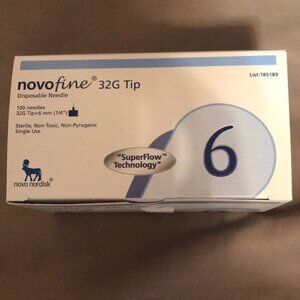 novofine® 32G Tip
Disposable Needle
List: 185189
100 needles
32G Tip×6 mm (1/4")
Sterile, Non-Toxic, Non-Pyrogenic
Single Use
"SuperFlow™
Technology"
6
novo nordisk®